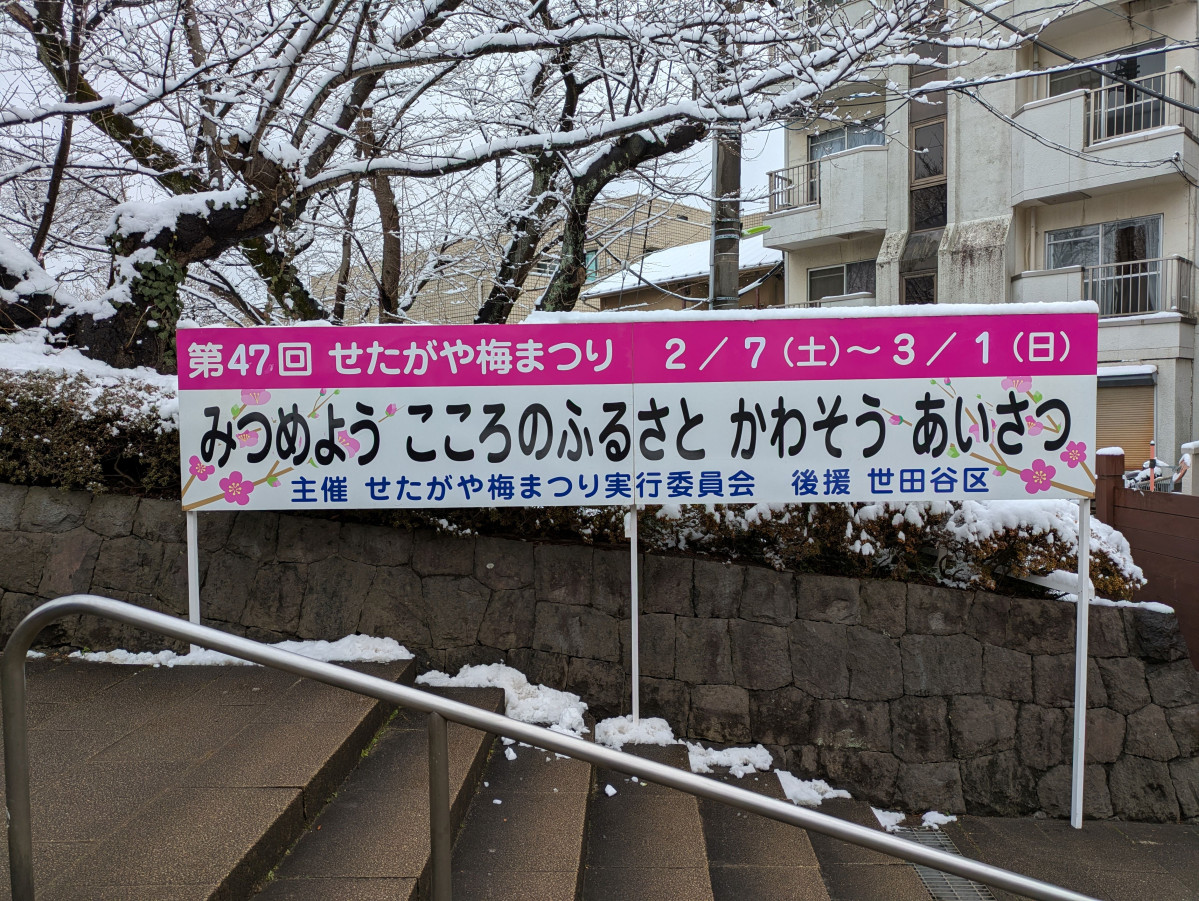 第47回 せたがや梅まつり 2/7(土)~3/1(日)
みつめよう こころのふるさと かわそう あいさつ
主催 せたがや梅まつり実行委員会 後援 世田谷区